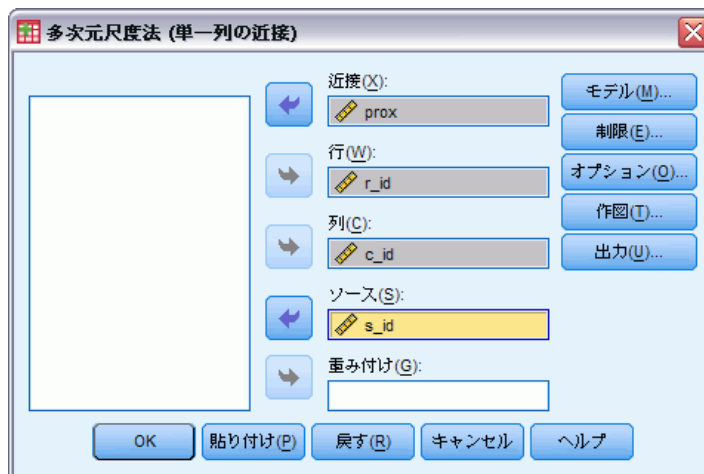 多次元尺度法 (単一列の近接)
近接(X):
prox
行(W):
r_id
列(C):
c_id
ソース(S):
s_id
重み付け(G):
モデル(M)...
制限(E)...
オプション(O)...
作図(T)...
出力(U)...
OK
貼り付け(P)
戻す(R)
キャンセル
ヘルプ